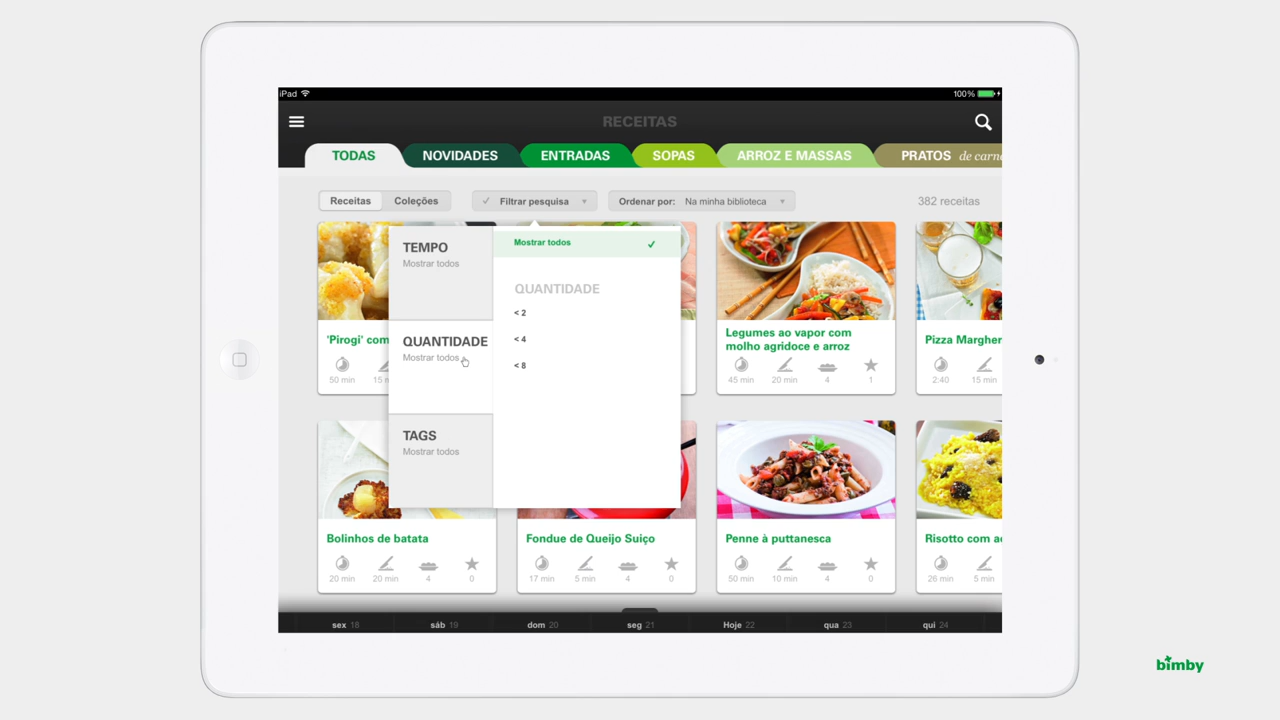 iPad
100%
RECEITAS
TODAS
NOVIDADES
ENTRADAS
SOPAS
ARROZ E MASSAS
PRATOS de carne
Receitas
Coleções
Filtrar pesquisa
Ordenar por: Na minha biblioteca
382 receitas
TEMPO
Mostrar todos
QUANTIDADE
Mostrar todos
TAGS
Mostrar todos
Mostrar todos
QUANTIDADE
< 2
< 4
< 8
'Pirogi' com
50 min
15 m
Legumes ao vapor com
molho agridoce e arroz
45 min
20 min
4
1
Pizza Margher
2:40
15 min
Bolinhos de batata
20 min
20 min
4
0
Fondue de Queijo Suiço
17 min
5 min
4
0
Penne à puttanesca
50 min
10 min
4
0
Risotto com
26 min
5 min
sex 18
sáb 19
dom 20
seg 21
Hoje 22
qua 23
qui 24
bimby